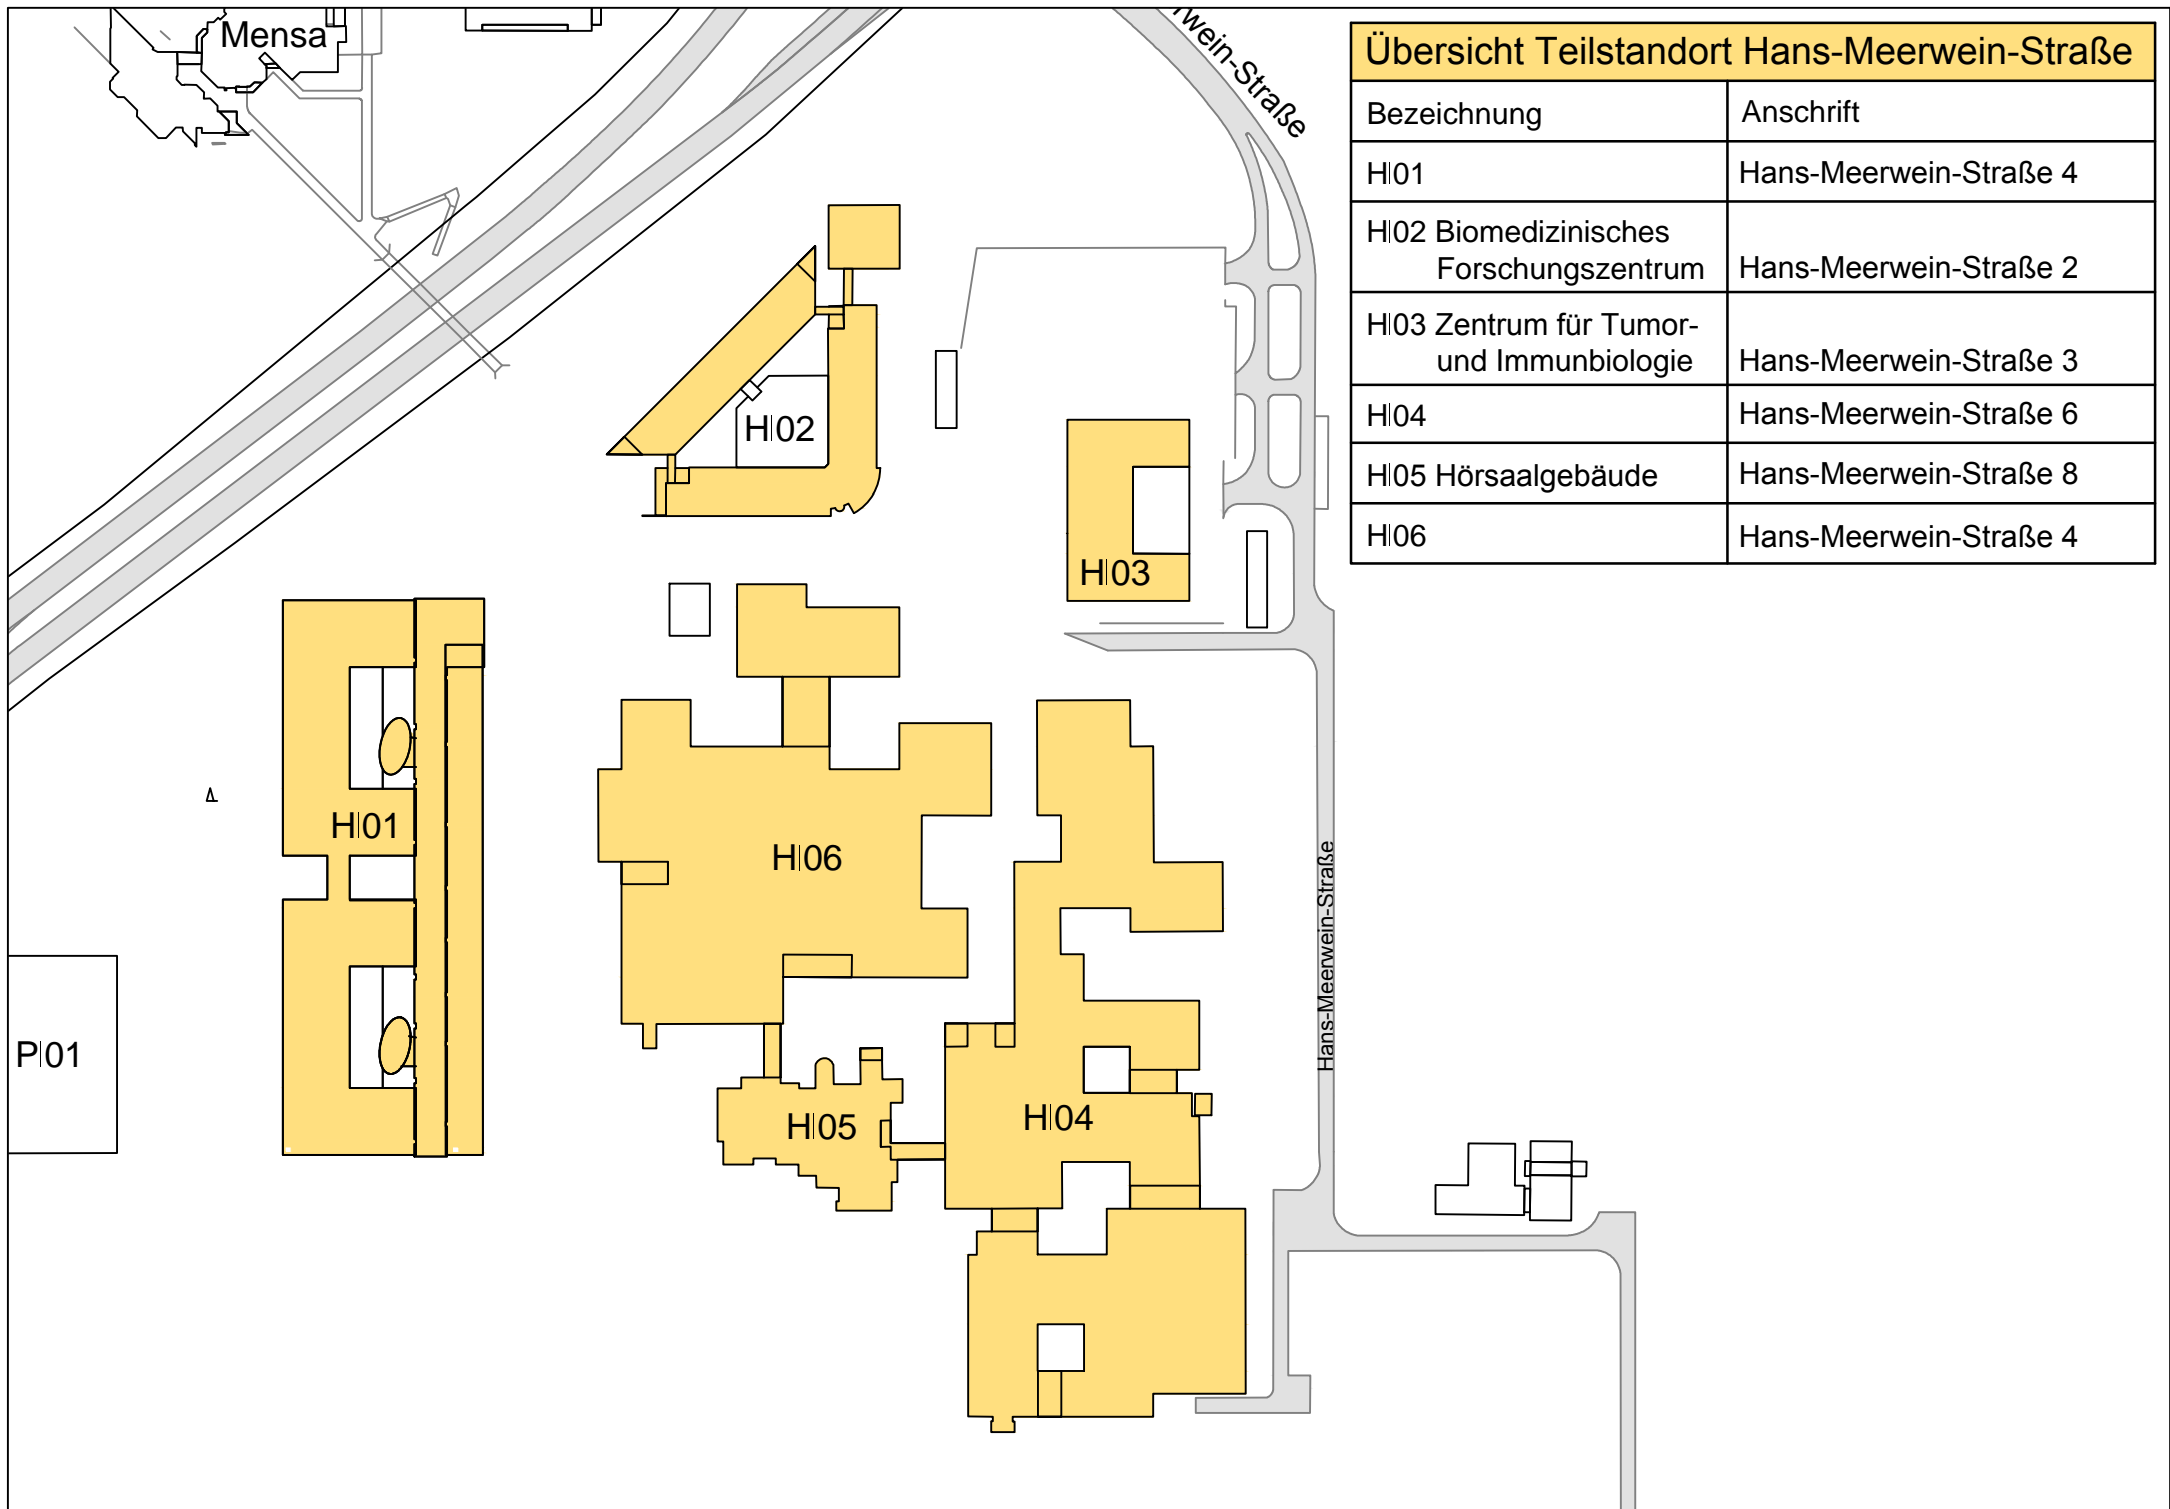 Mensa
rwein-Straße
Übersicht Teilstandort Hans-Meerwein-Straße
Bezeichnung Anschrift
H|01 Hans-Meerwein-Straße 4
H|02 Biomedizinisches
Forschungszentrum Hans-Meerwein-Straße 2
H|03 Zentrum für Tumor-
und Immunbiologie Hans-Meerwein-Straße 3
H|04 Hans-Meerwein-Straße 6
H|05 Hörsaalgebäude Hans-Meerwein-Straße 8
H|06 Hans-Meerwein-Straße 4
H|02
H|03
H|01
H|06
Hans-Meerwein-Straße
P|01
H|05
H|04